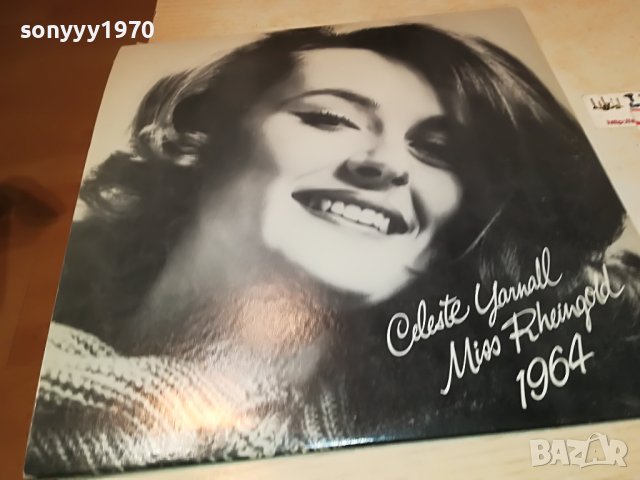 sonyyy1970
Celeste Yarnall
Miss Rheingold
1964
BAZAR